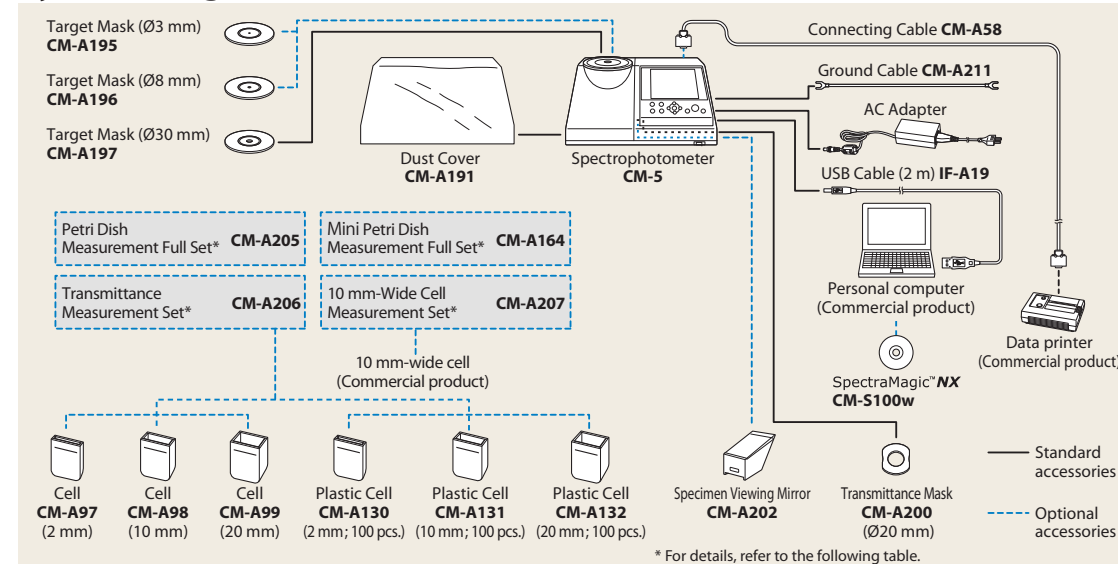 Target Mask (Ø3 mm)
CM-A195
Target Mask (Ø8 mm)
CM-A196
Target Mask (Ø30 mm)
CM-A197
Dust Cover
CM-A191
Spectrophotometer
CM-5
Connecting Cable CM-A58
Ground Cable CM-A211
AC Adapter
USB Cable (2 m) IF-A19
Personal computer
(Commercial product)
SpectraMagic™ NX
CM-S100w
Data printer
(Commercial product)
Petri Dish
Measurement Full Set* CM-A205
Mini Petri Dish
Measurement Full Set* CM-A164
Transmittance
Measurement Set* CM-A206
10 mm-Wide Cell
Measurement Set* CM-A207
10 mm-wide cell
(Commercial product)
Cell
CM-A97
(2 mm)
Cell
CM-A98
(10 mm)
Cell
CM-A99
(20 mm)
Plastic Cell
CM-A130
(2 mm; 100 pcs.)
Plastic Cell
CM-A131
(10 mm; 100 pcs.)
Plastic Cell
CM-A132
(20 mm; 100 pcs.)
Specimen Viewing Mirror
CM-A202
Transmittance Mask
CM-A200
(Ø20 mm)
Standard
accessories
Optional
accessories
* For details, refer to the following table.